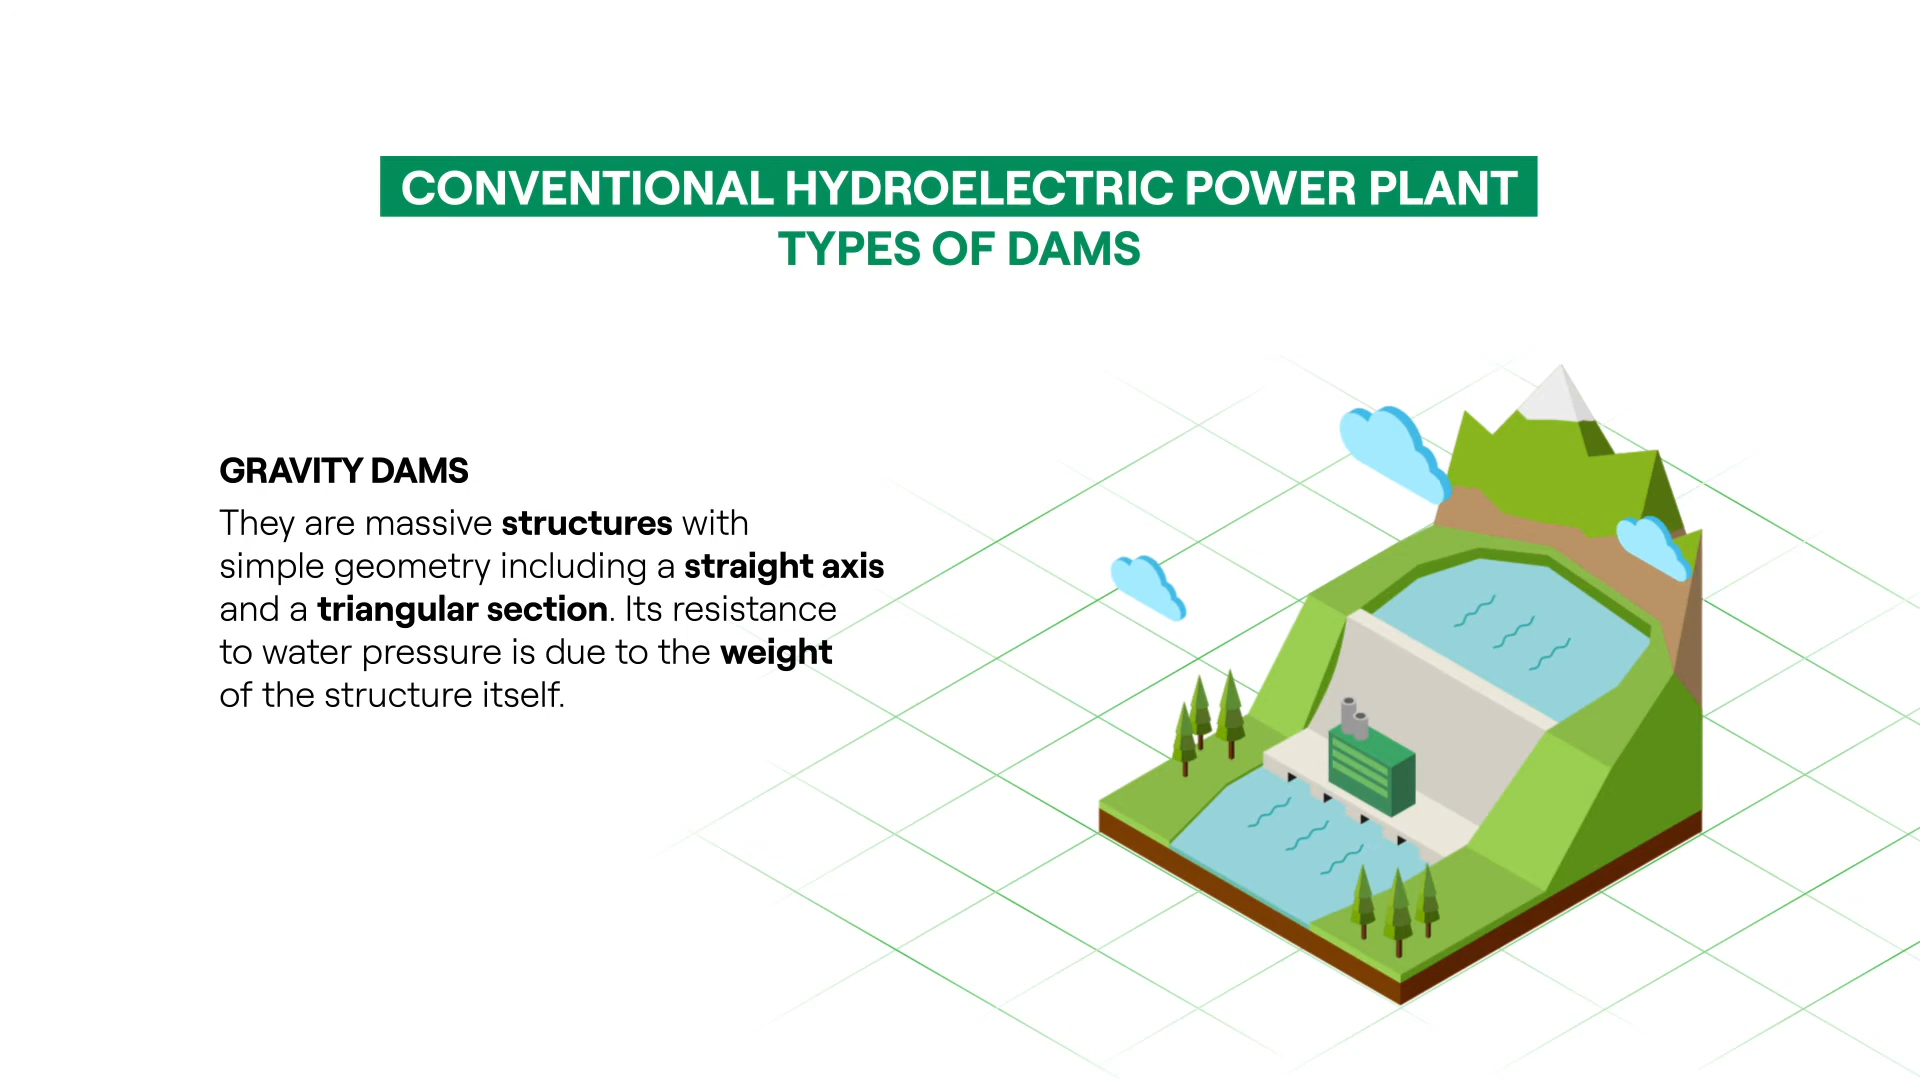 CONVENTIONAL HYDROELECTRIC POWER PLANT
TYPES OF DAMS
GRAVITY DAMS
They are massive structures with
simple geometry including a straight axis
and a triangular section. Its resistance
to water pressure is due to the weight
of the structure itself.